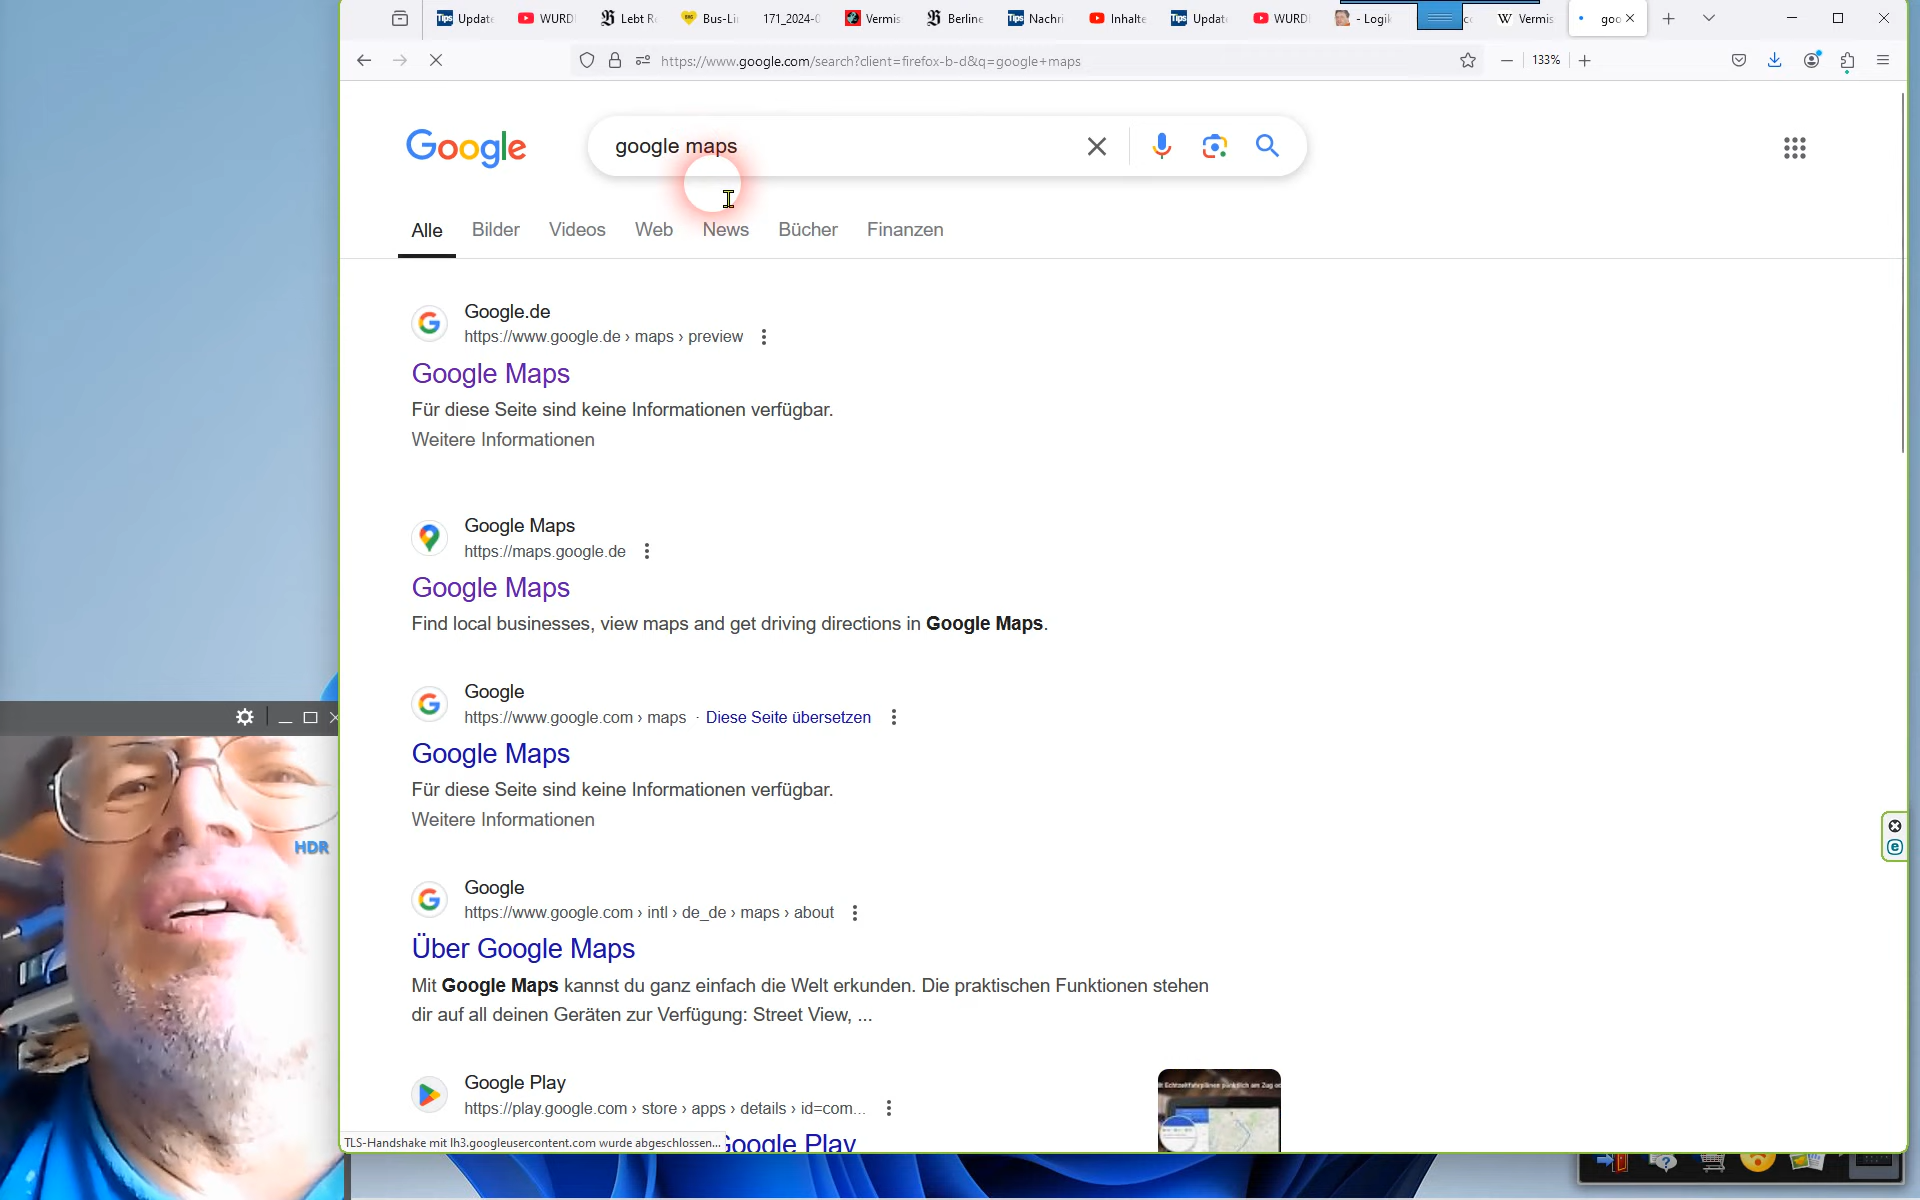 Update
WURD
Lebt R
Bus-Li
171_2024-0
Vermis
Berline
Nachri
Inhalte
Update
WURD
- Logik
Vermis
goo
https://www.google.com/search?client=firefox-b-d&q=google+maps
133%
Google
google maps
Alle Bilder Videos Web News Bücher Finanzen
Google.de
https://www.google.de › maps › preview
Google Maps
Für diese Seite sind keine Informationen verfügbar.
Weitere Informationen
Google Maps
https://maps.google.de
Google Maps
Find local businesses, view maps and get driving directions in Google Maps.
Google
https://www.google.com › maps · Diese Seite übersetzen
Google Maps
Für diese Seite sind keine Informationen verfügbar.
Weitere Informationen
HDR
Google
https://www.google.com › intl › de_de › maps › about
Über Google Maps
Mit Google Maps kannst du ganz einfach die Welt erkunden. Die praktischen Funktionen stehen
dir auf all deinen Geräten zur Verfügung: Street View, ...
Google Play
https://play.google.com › store › apps › details › id=com...
TLS-Handshake mit lh3.googleusercontent.com wurde abgeschlossen...
Google Play